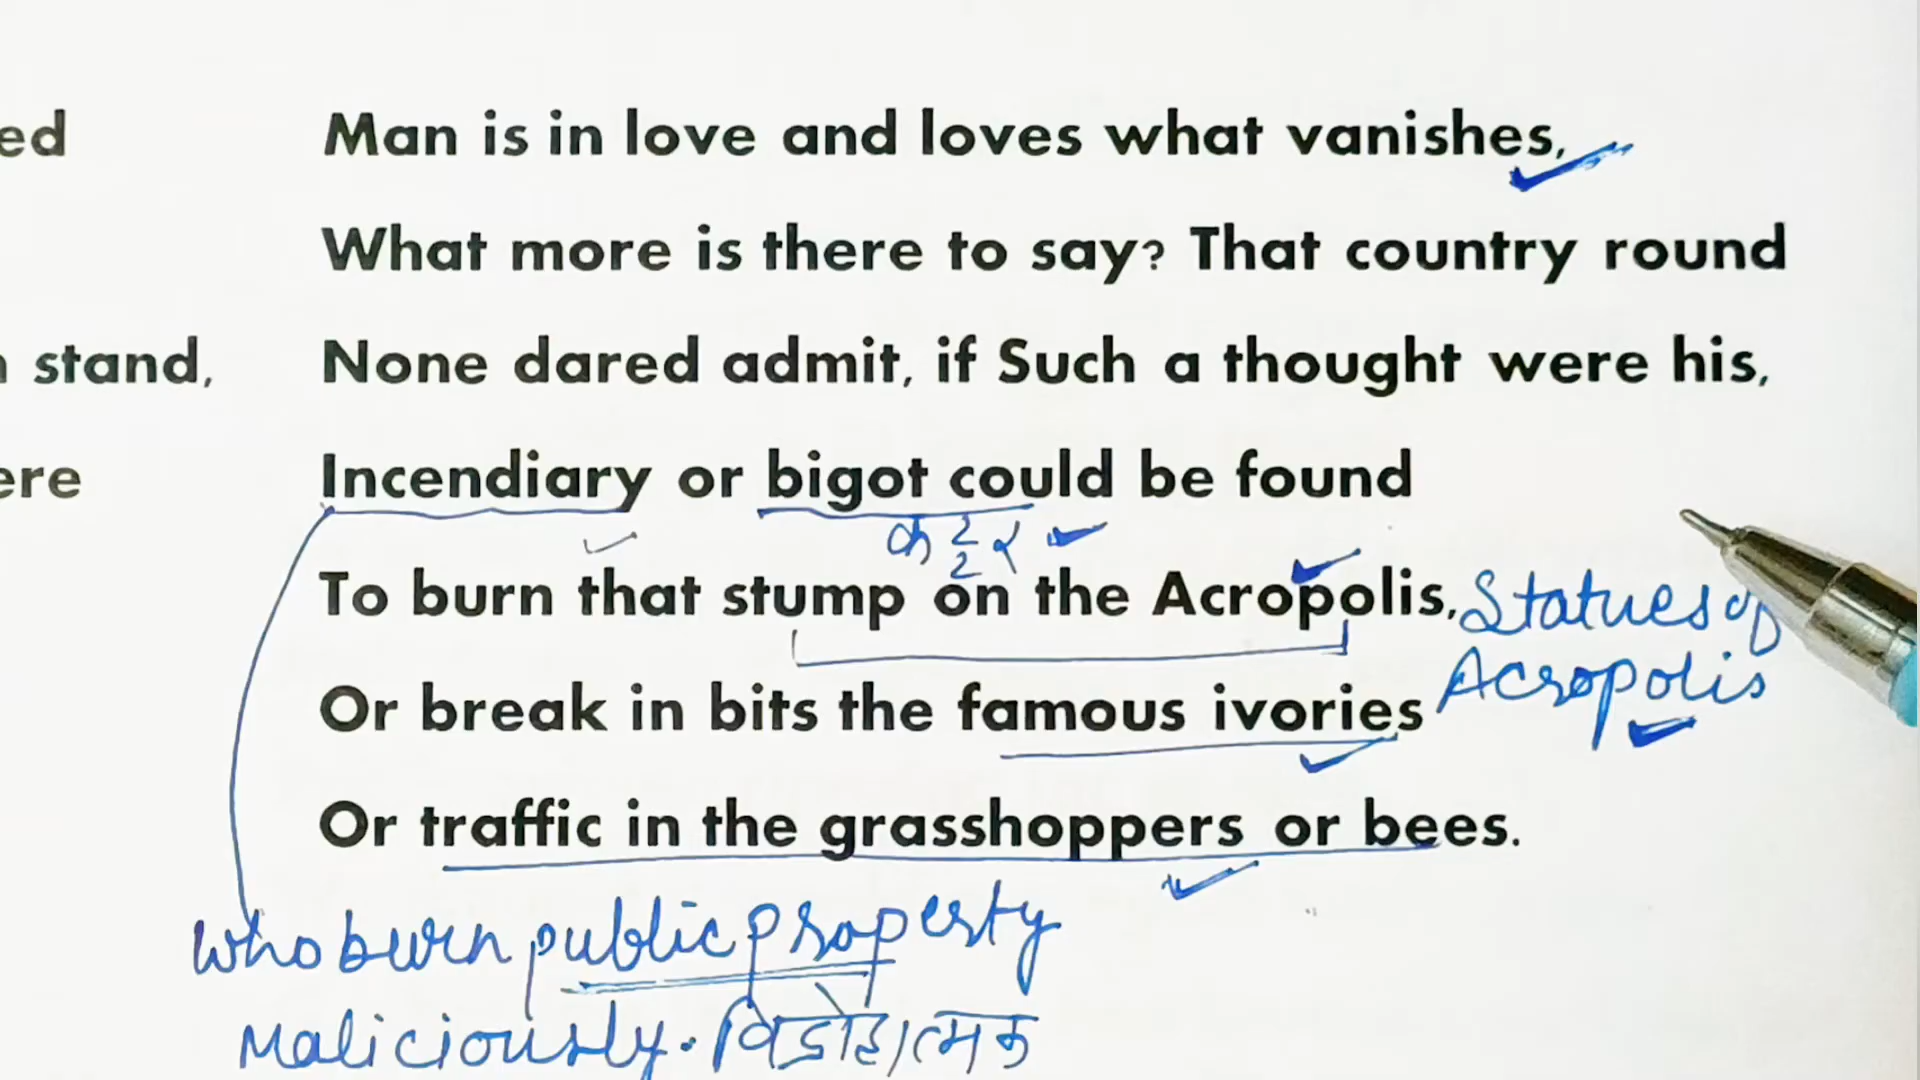 ed
Man is in love and loves what vanishes,
What more is there to say? That country round
stand,
None dared admit, if Such a thought were his,
ere
Incendiary or bigot could be found
To burn that stump on the Acropolis,
Statues of
Acropolis
Or break in bits the famous ivories
Or traffic in the grasshoppers or bees.
who burn public property
Maliciously.